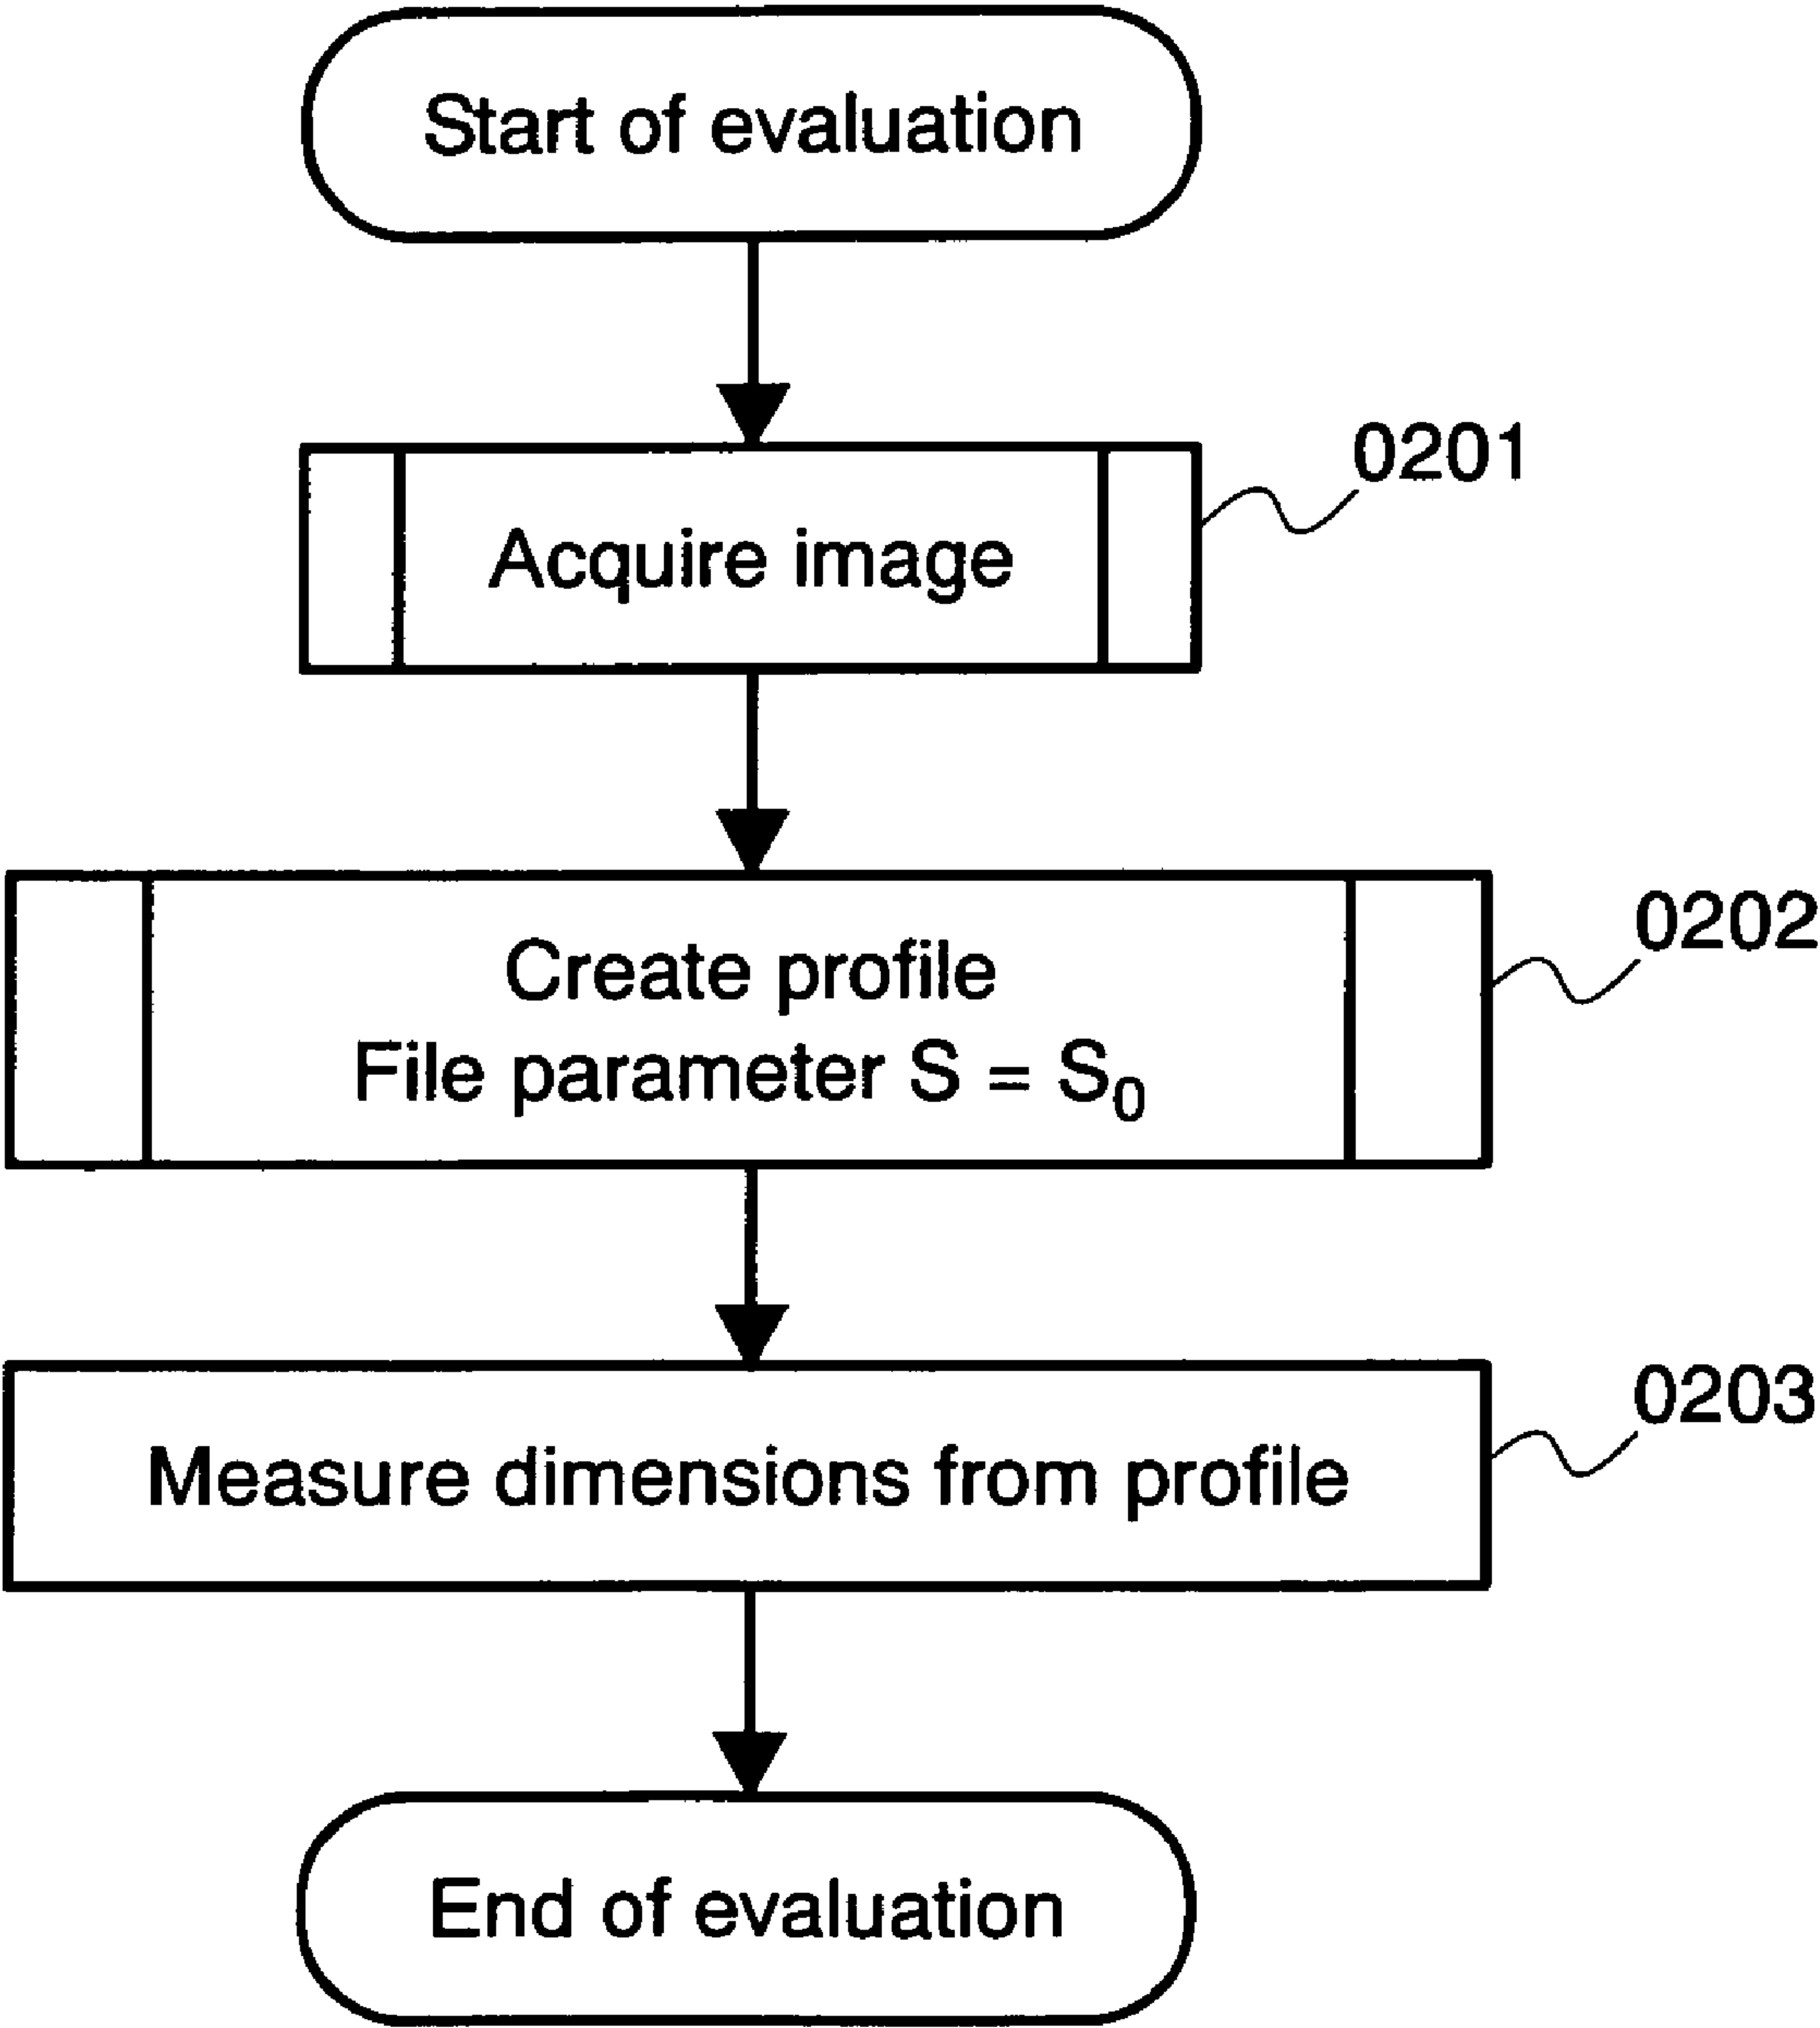 Start of evaluation
0201
Acquire image
0202
Create profile
File parameter S = S₀
0203
Measure dimensions from profile
End of evaluation